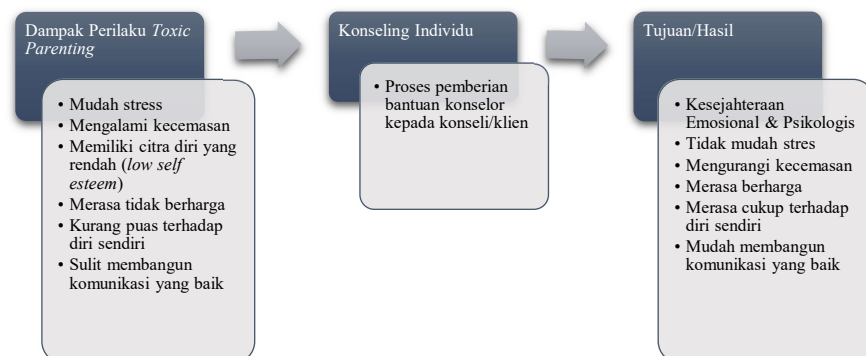 Dampak Perilaku Toxic
Parenting
• Mudah stress
• Mengalami kecemasan
• Memiliki citra diri yang
rendah (low self
esteem)
• Merasa tidak berharga
• Kurang puas terhadap
diri sendiri
• Sulit membangun
komunikasi yang baik
Konseling Individu
• Proses pemberian
bantuan konselor
kepada konseli/klien
Tujuan/Hasil
• Kesejahteraan
Emosional & Psikologis
• Tidak mudah stres
• Mengurangi kecemasan
• Merasa berharga
• Merasa cukup terhadap
diri sendiri
• Mudah membangun
komunikasi yang baik